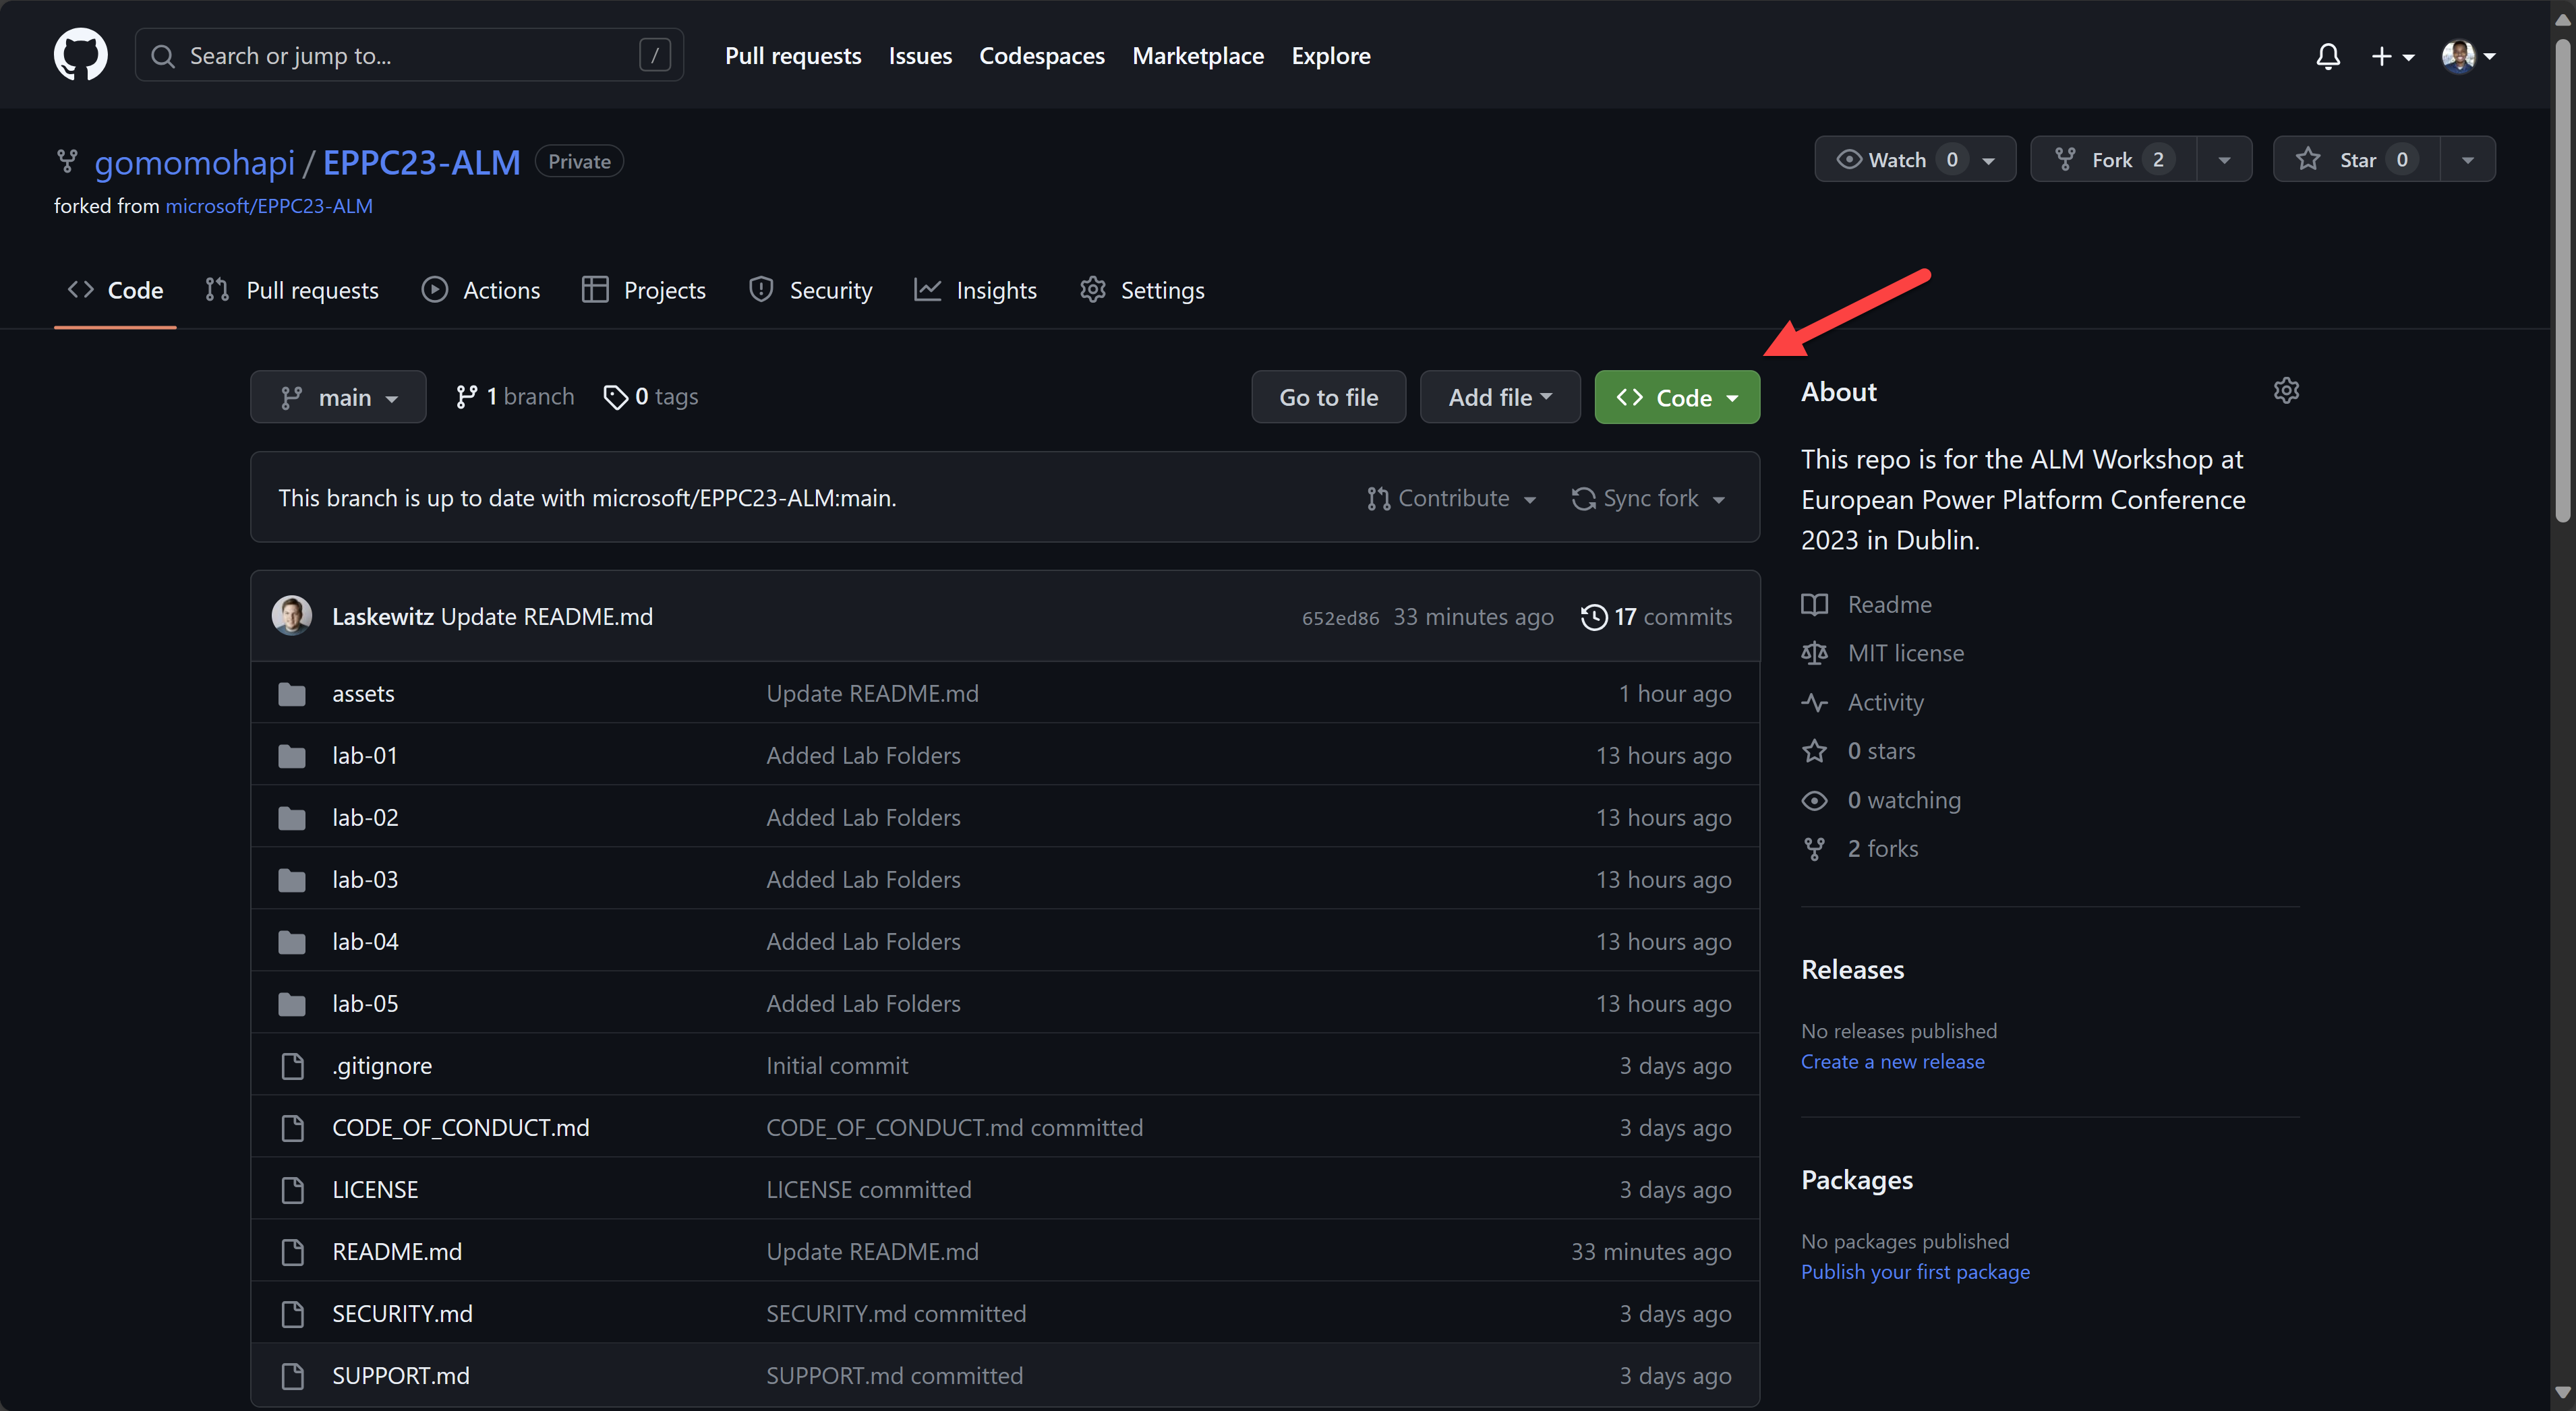 Search or jump to... /
Pull requests Issues Codespaces Marketplace Explore
gomomohapi / EPPC23-ALM Private
Watch 0 Fork 2 Star 0
forked from microsoft/EPPC23-ALM
Code Pull requests Actions Projects Security Insights Settings
main 1 branch 0 tags Go to file Add file Code
This branch is up to date with microsoft/EPPC23-ALM:main. Contribute Sync fork
Laskewitz Update README.md 652ed86 33 minutes ago 17 commits
assets Update README.md 1 hour ago
lab-01 Added Lab Folders 13 hours ago
lab-02 Added Lab Folders 13 hours ago
lab-03 Added Lab Folders 13 hours ago
lab-04 Added Lab Folders 13 hours ago
lab-05 Added Lab Folders 13 hours ago
.gitignore Initial commit 3 days ago
CODE_OF_CONDUCT.md CODE_OF_CONDUCT.md committed 3 days ago
LICENSE LICENSE committed 3 days ago
README.md Update README.md 33 minutes ago
SECURITY.md SECURITY.md committed 3 days ago
SUPPORT.md SUPPORT.md committed 3 days ago
About
This repo is for the ALM Workshop at
European Power Platform Conference
2023 in Dublin.
Readme
MIT license
Activity
0 stars
0 watching
2 forks
Releases
No releases published
Create a new release
Packages
No packages published
Publish your first package